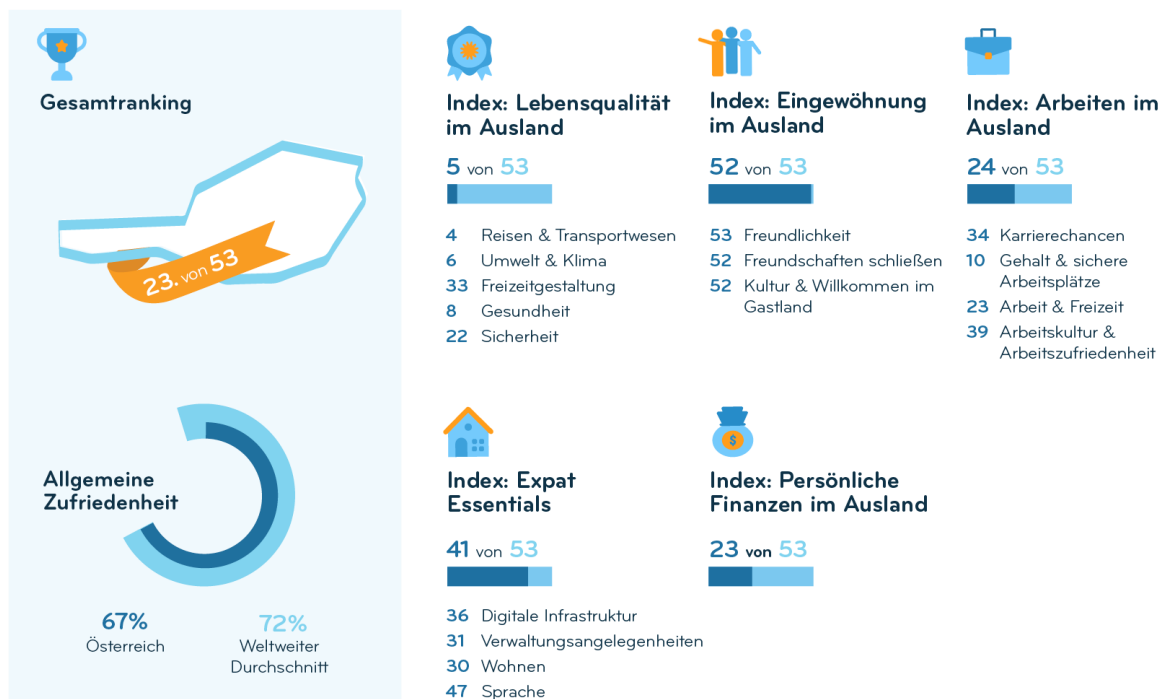 Gesamtranking
23. von 53
Allgemeine
Zufriedenheit
67%
Österreich
72%
Weltweiter
Durchschnitt
Index: Lebensqualität
im Ausland
5 von 53
4 Reisen & Transportwesen
6 Umwelt & Klima
33 Freizeitgestaltung
8 Gesundheit
22 Sicherheit
Index: Eingewöhnung
im Ausland
52 von 53
53 Freundlichkeit
52 Freundschaften schließen
52 Kultur & Willkommen im
Gastland
Index: Arbeiten im
Ausland
24 von 53
34 Karrierechancen
10 Gehalt & sichere
Arbeitsplätze
23 Arbeit & Freizeit
39 Arbeitskultur &
Arbeitszufriedenheit
Index: Expat
Essentials
41 von 53
36 Digitale Infrastruktur
31 Verwaltungsangelegenheiten
30 Wohnen
47 Sprache
$
Index: Persönliche
Finanzen im Ausland
23 von 53